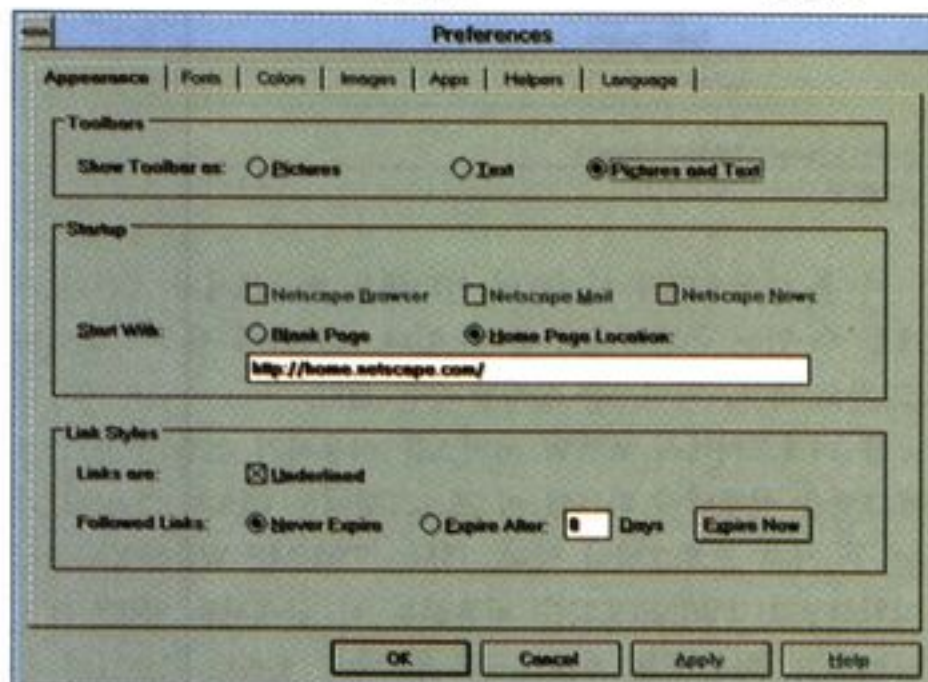 Preferences
Appearance Fonts Colors Images Apps Helpers Language
Toolbars
Show Toolbar as: Pictures Text Pictures and Text
Startup
Netscape Browser Netscape Mail Netscape News
Start With: Blank Page Home Page Location:
http://home.netscape.com/
Link Styles
Links are: Underlined
Followed Links: Never Expire Expire After: Days Expire Now
OK Cancel Apply Help